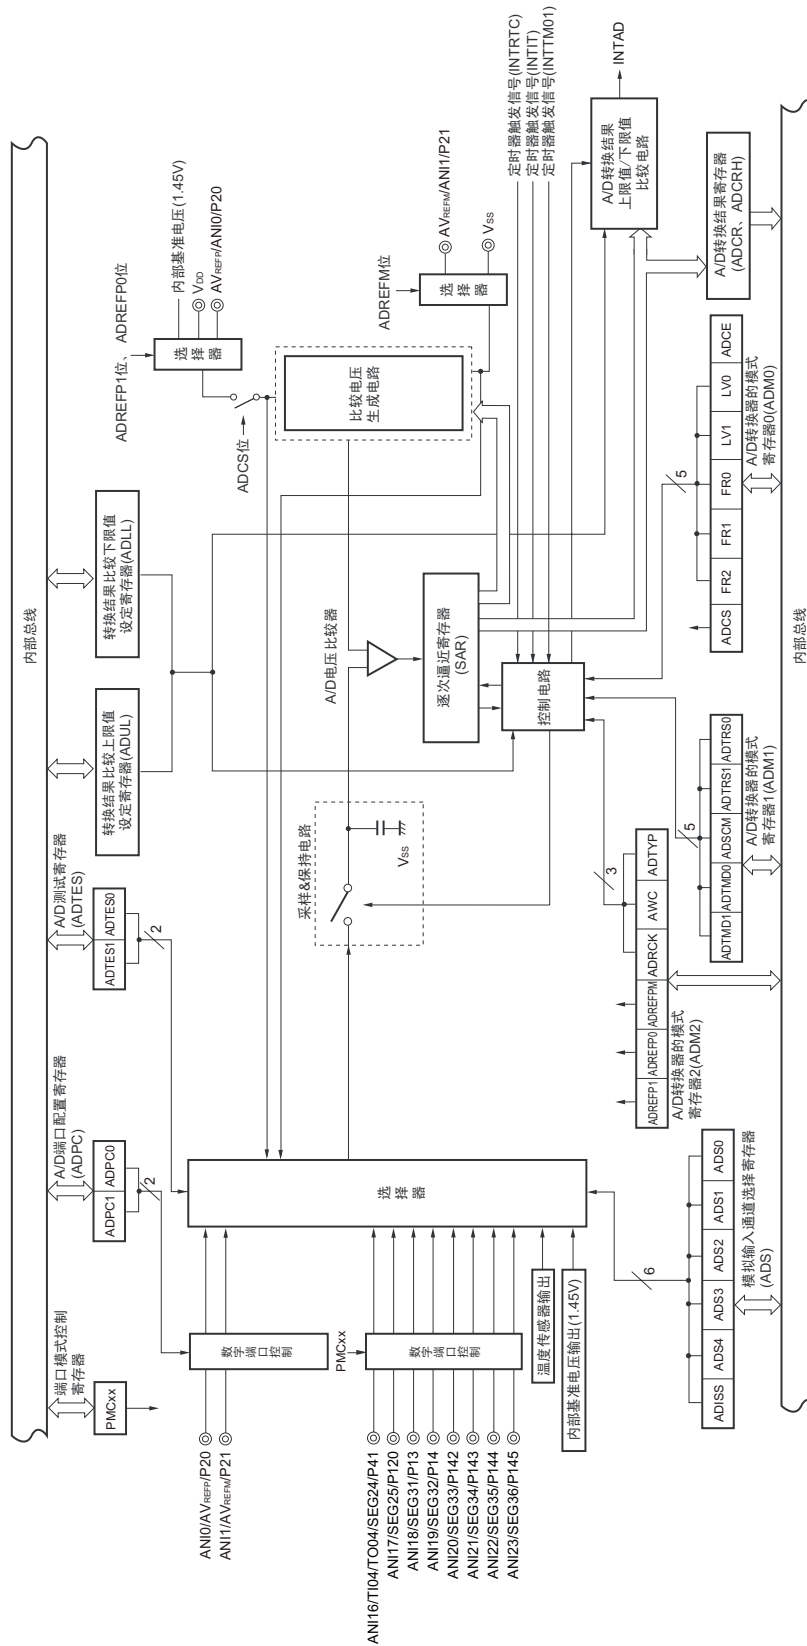 内部总线
端口模式控制
寄存器
PMCxx
A/D端口配置寄存器
(ADPC)
ADPC1 ADPC0
2
A/D测试寄存器
(ADTES)
ADTES1 ADTES0
2
转换结果比较上限值
设定寄存器(ADUL)
转换结果比较下限值
设定寄存器(ADLL)
ADREFP1位、ADREFP0位
内部基准电压(1.45V)
VDD
AVREFP/ANI0/P20
选择器
ADCS位
比较电压
生成电路
ADREFM位
选择器
AVREFM/ANI1/P21
VSS
ANI0/AVREFP/P20
ANI1/AVREFM/P21
数字端口控制
PMCxx
ANI16/TI04/TO04/SEG24/P41
ANI17/SEG25/P120
ANI18/SEG31/P13
ANI19/SEG32/P14
ANI20/SEG33/P142
ANI21/SEG34/P143
ANI22/SEG35/P144
ANI23/SEG36/P145
数字端口控制
温度传感器输出
内部基准电压输出(1.45V)
选择器
采样&保持电路
VSS
A/D电压比较器
逐次逼近寄存器
(SAR)
控制电路
定时器触发信号(INTRTC)
定时器触发信号(INTIT)
定时器触发信号(INTTM01)
A/D转换结果
上限值/下限值
比较电路
INTAD
A/D转换结果寄存器
(ADCR、ADCRH)
6
ADISS ADS4 ADS3 ADS2 ADS1 ADS0
模拟输入通道选择寄存器
(ADS)
3
ADREFP1 ADREFP0 ADREFPM ADRCK AWC ADTYP
A/D转换器的模式
寄存器2(ADM2)
5
ADTMD1 ADTMD0 ADSCM ADTRS1 ADTRS0
A/D转换器的模式
寄存器1(ADM1)
5
ADCS FR2 FR1 FR0 LV1 LV0 ADCE
A/D转换器的模式
寄存器0(ADM0)
内部总线